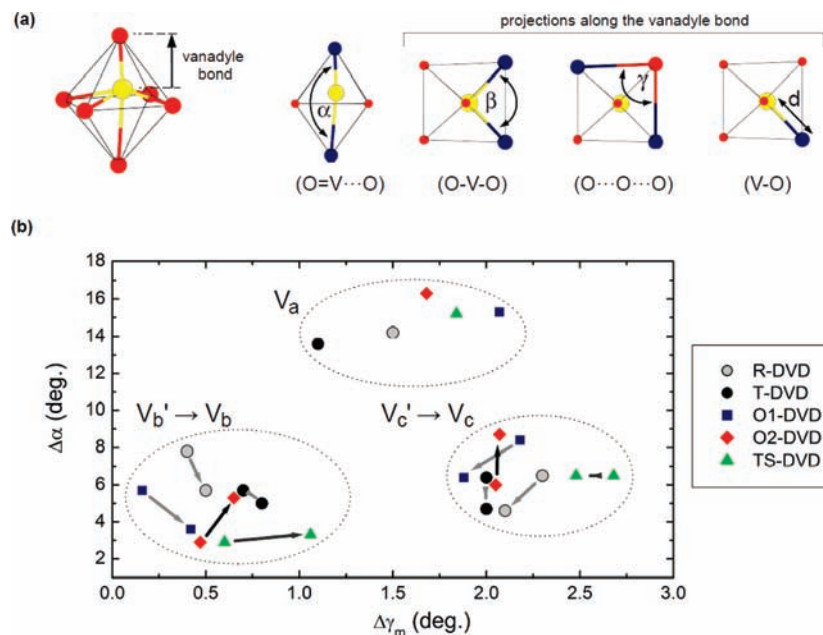 (a)
projections along the vanadyle bond
vanadyle
bond
α
β
γ
d
(O=V···O)
(O-V-O)
(O···O···O)
(V-O)
(b)
18
16
14
12
10
8
6
4
2
Δα (deg.)
Va
Vb' → Vb
Vc' → Vc
0.0
0.5
1.0
1.5
2.0
2.5
3.0
Δγm (deg.)
R-DVD
T-DVD
O1-DVD
O2-DVD
TS-DVD